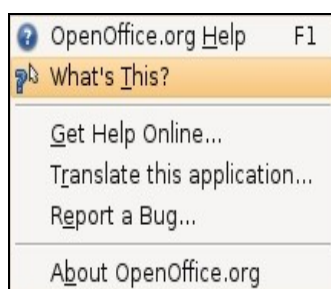 OpenOffice.org Help F1
What's This?
Get Help Online...
Translate this application...
Report a Bug...
About OpenOffice.org